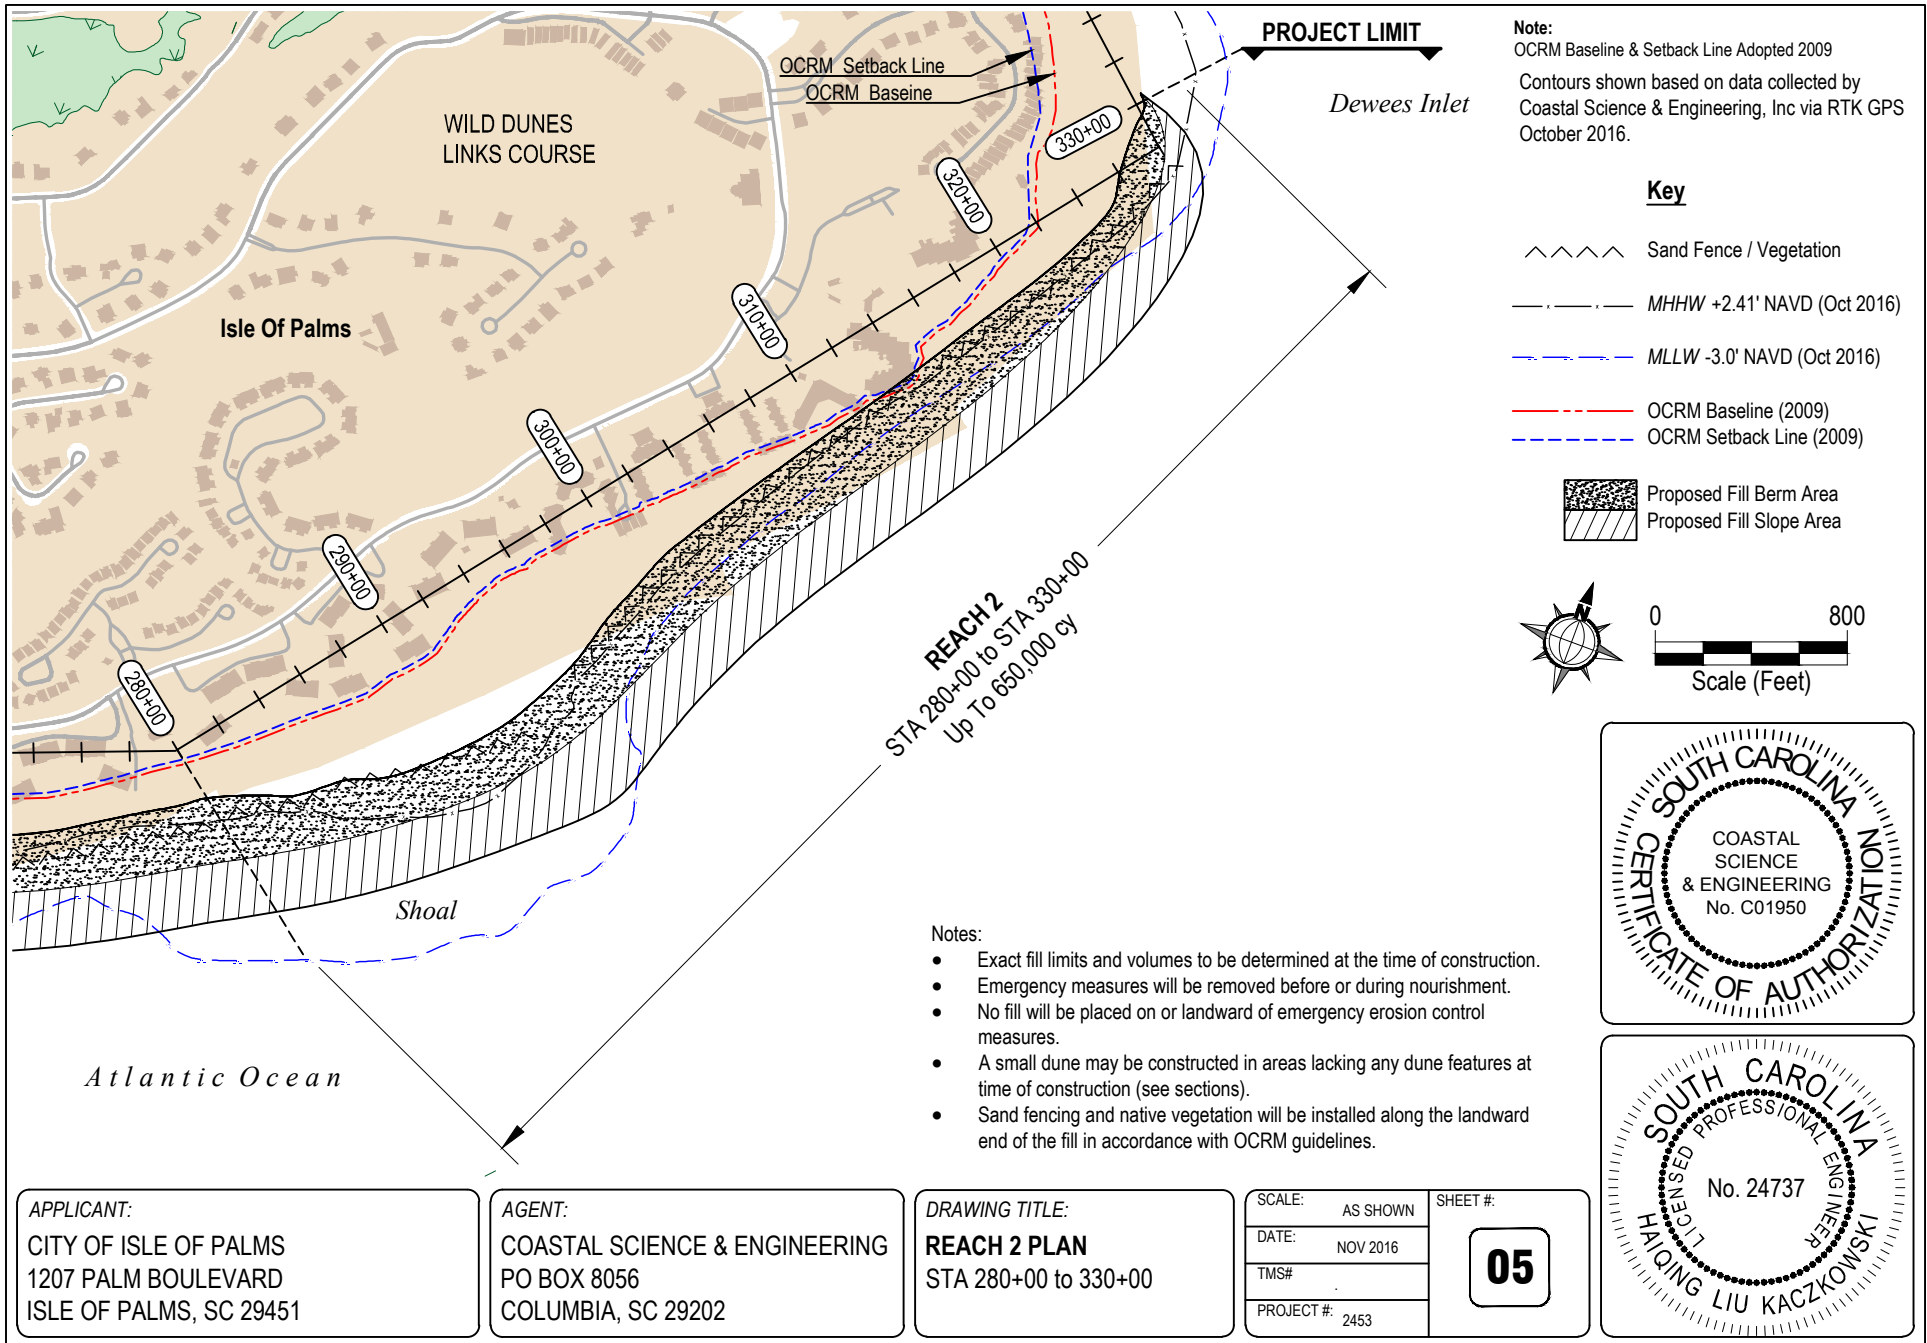 PROJECT LIMIT
Note:
OCRM Baseline & Setback Line Adopted 2009
Contours shown based on data collected by
Coastal Science & Engineering, Inc via RTK GPS
October 2016.
OCRM Setback Line
OCRM Baseine
Dewees Inlet
WILD DUNES
LINKS COURSE
330+00
320+00
310+00
300+00
290+00
280+00
Isle Of Palms
Key
Sand Fence / Vegetation
MHHW +2.41' NAVD (Oct 2016)
MLLW -3.0' NAVD (Oct 2016)
OCRM Baseline (2009)
OCRM Setback Line (2009)
Proposed Fill Berm Area
Proposed Fill Slope Area
N
0 800
Scale (Feet)
REACH 2
STA 280+00 to STA 330+00
Up To 650,000 cy
Shoal
Atlantic Ocean
Notes:
● Exact fill limits and volumes to be determined at the time of construction.
● Emergency measures will be removed before or during nourishment.
● No fill will be placed on or landward of emergency erosion control
measures.
● A small dune may be constructed in areas lacking any dune features at
time of construction (see sections).
● Sand fencing and native vegetation will be installed along the landward
end of the fill in accordance with OCRM guidelines.
SOUTH CAROLINA
CERTIFICATE OF AUTHORIZATION
COASTAL
SCIENCE
& ENGINEERING
No. C01950
SOUTH CAROLINA
LICENSED PROFESSIONAL ENGINEER
No. 24737
HAIQING LIU KACZKOWSKI
APPLICANT:
CITY OF ISLE OF PALMS
1207 PALM BOULEVARD
ISLE OF PALMS, SC 29451
AGENT:
COASTAL SCIENCE & ENGINEERING
PO BOX 8056
COLUMBIA, SC 29202
DRAWING TITLE:
REACH 2 PLAN
STA 280+00 to 330+00
SCALE: AS SHOWN
DATE: NOV 2016
TMS# .
PROJECT #: 2453
SHEET #:
05